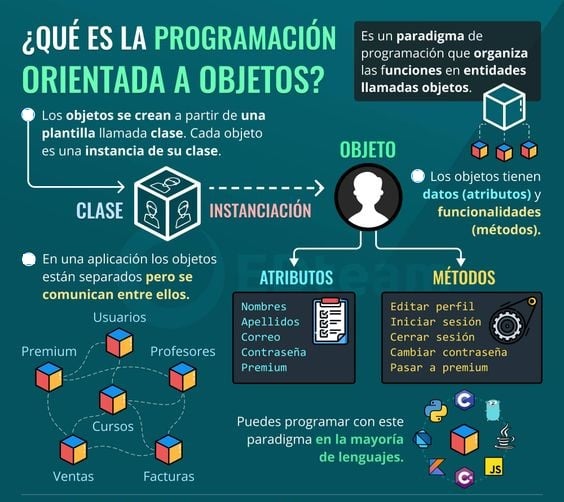 ¿QUÉ ES LA PROGRAMACIÓN
ORIENTADA A OBJETOS?
Es un paradigma de
programación que organiza
las funciones en entidades
llamadas objetos.
Los objetos se crean a partir de una
plantilla llamada clase. Cada objeto
es una instancia de su clase.
CLASE
INSTANCIACIÓN
OBJETO
Los objetos tienen
datos (atributos) y
funcionalidades
(métodos).
En una aplicación los objetos
están separados pero se
comunican entre ellos.
ATRIBUTOS
Nombres
Apellidos
Correo
Contraseña
Premium
MÉTODOS
Editar perfil
Iniciar sesión
Cerrar sesión
Cambiar contraseña
Pasar a premium
Usuarios
Premium
Profesores
Cursos
Ventas
Facturas
Puedes programar con este
paradigma en la mayoría
de lenguajes.
C
JS